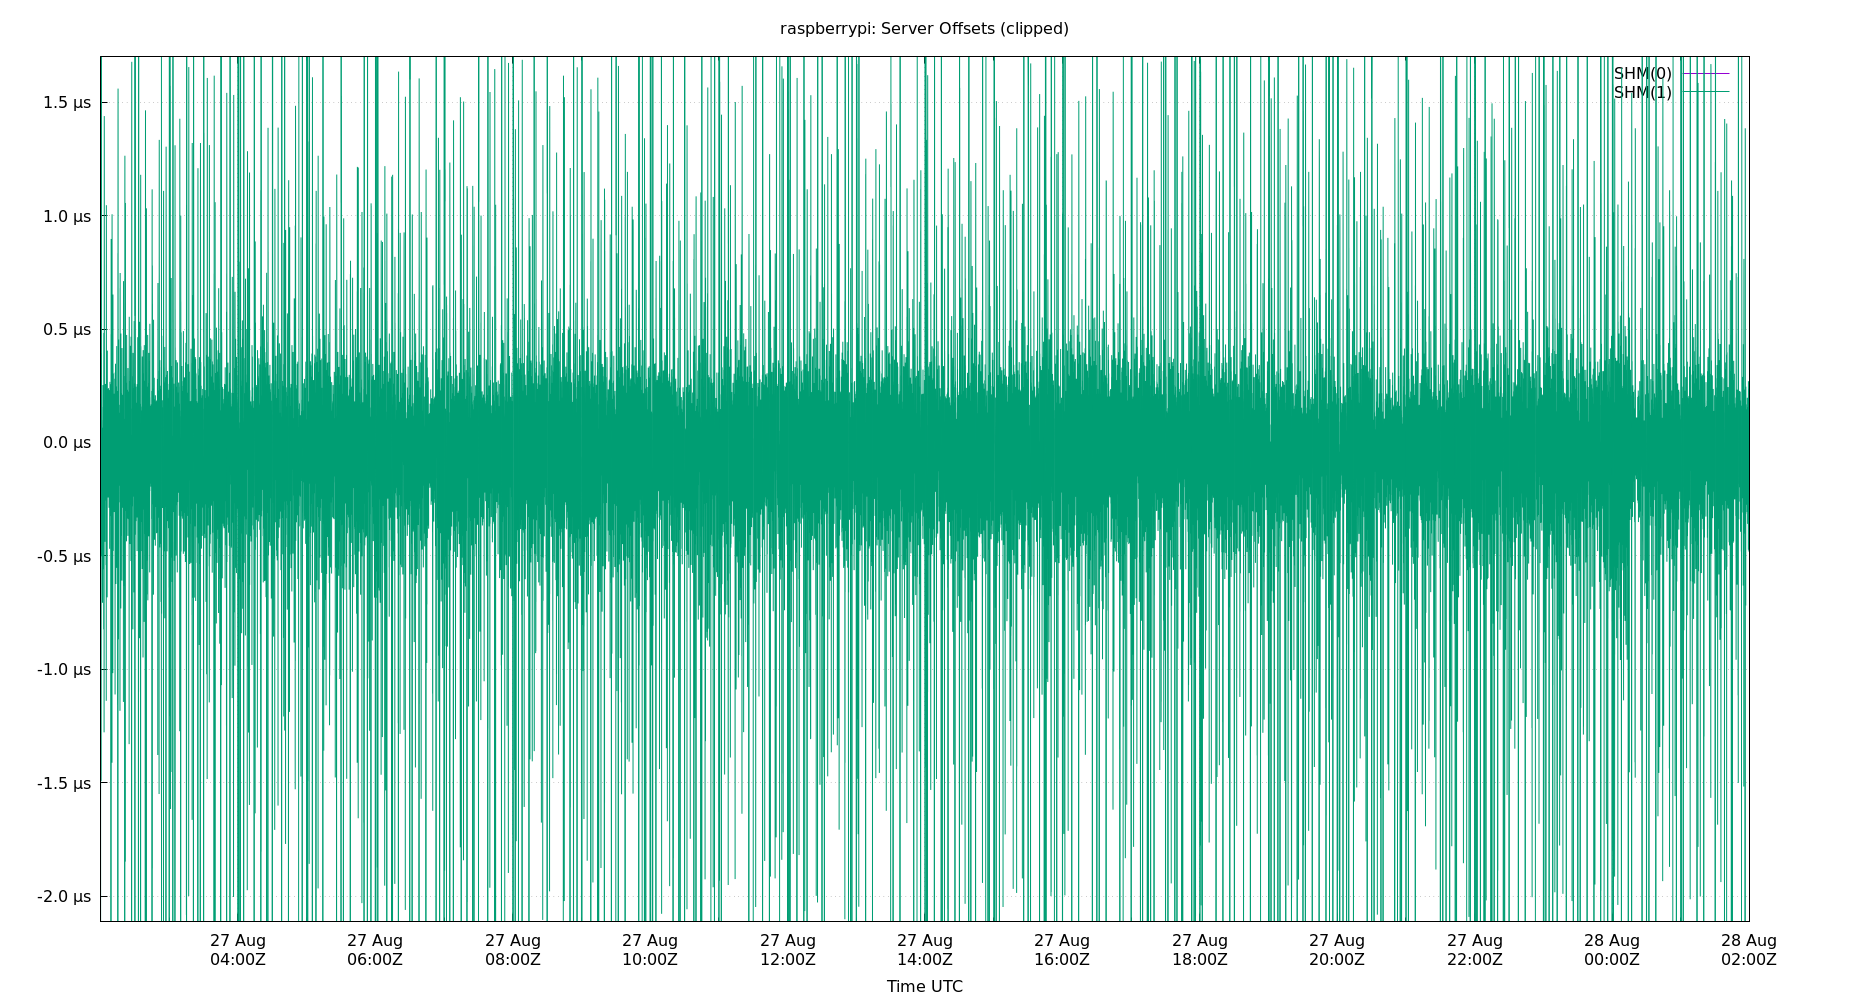 raspberrypi: Server Offsets (clipped)
SHM(0)
SHM(1)
1.5 µs
1.0 µs
0.5 µs
0.0 µs
-0.5 µs
-1.0 µs
-1.5 µs
-2.0 µs
27 Aug 27 Aug 27 Aug 27 Aug 27 Aug 27 Aug 27 Aug 27 Aug 27 Aug 27 Aug 28 Aug 28 Aug
04:00Z 06:00Z 08:00Z 10:00Z 12:00Z 14:00Z 16:00Z 18:00Z 20:00Z 22:00Z 00:00Z 02:00Z
Time UTC